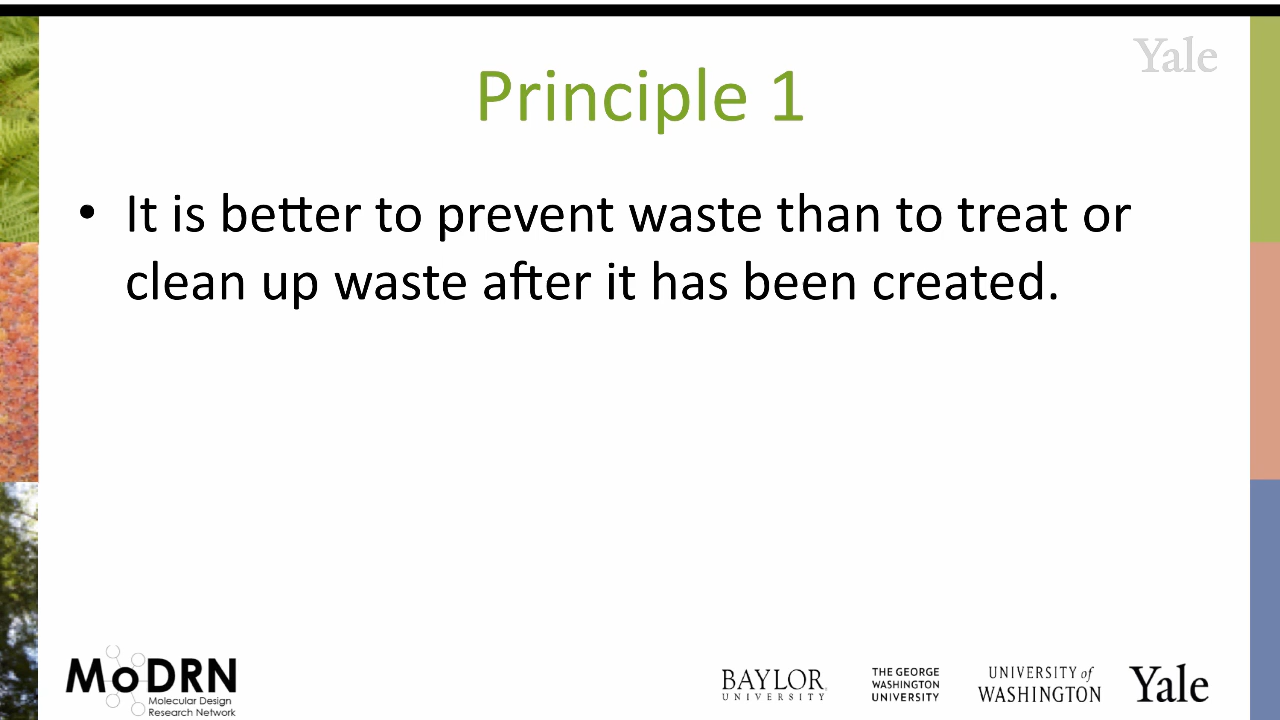 Yale
Principle 1
• It is better to prevent waste than to treat or
clean up waste after it has been created.
MoDRN
Molecular Design
Research Network
BAYLOR
UNIVERSITY
THE GEORGE
WASHINGTON
UNIVERSITY
UNIVERSITY of
WASHINGTON
Yale